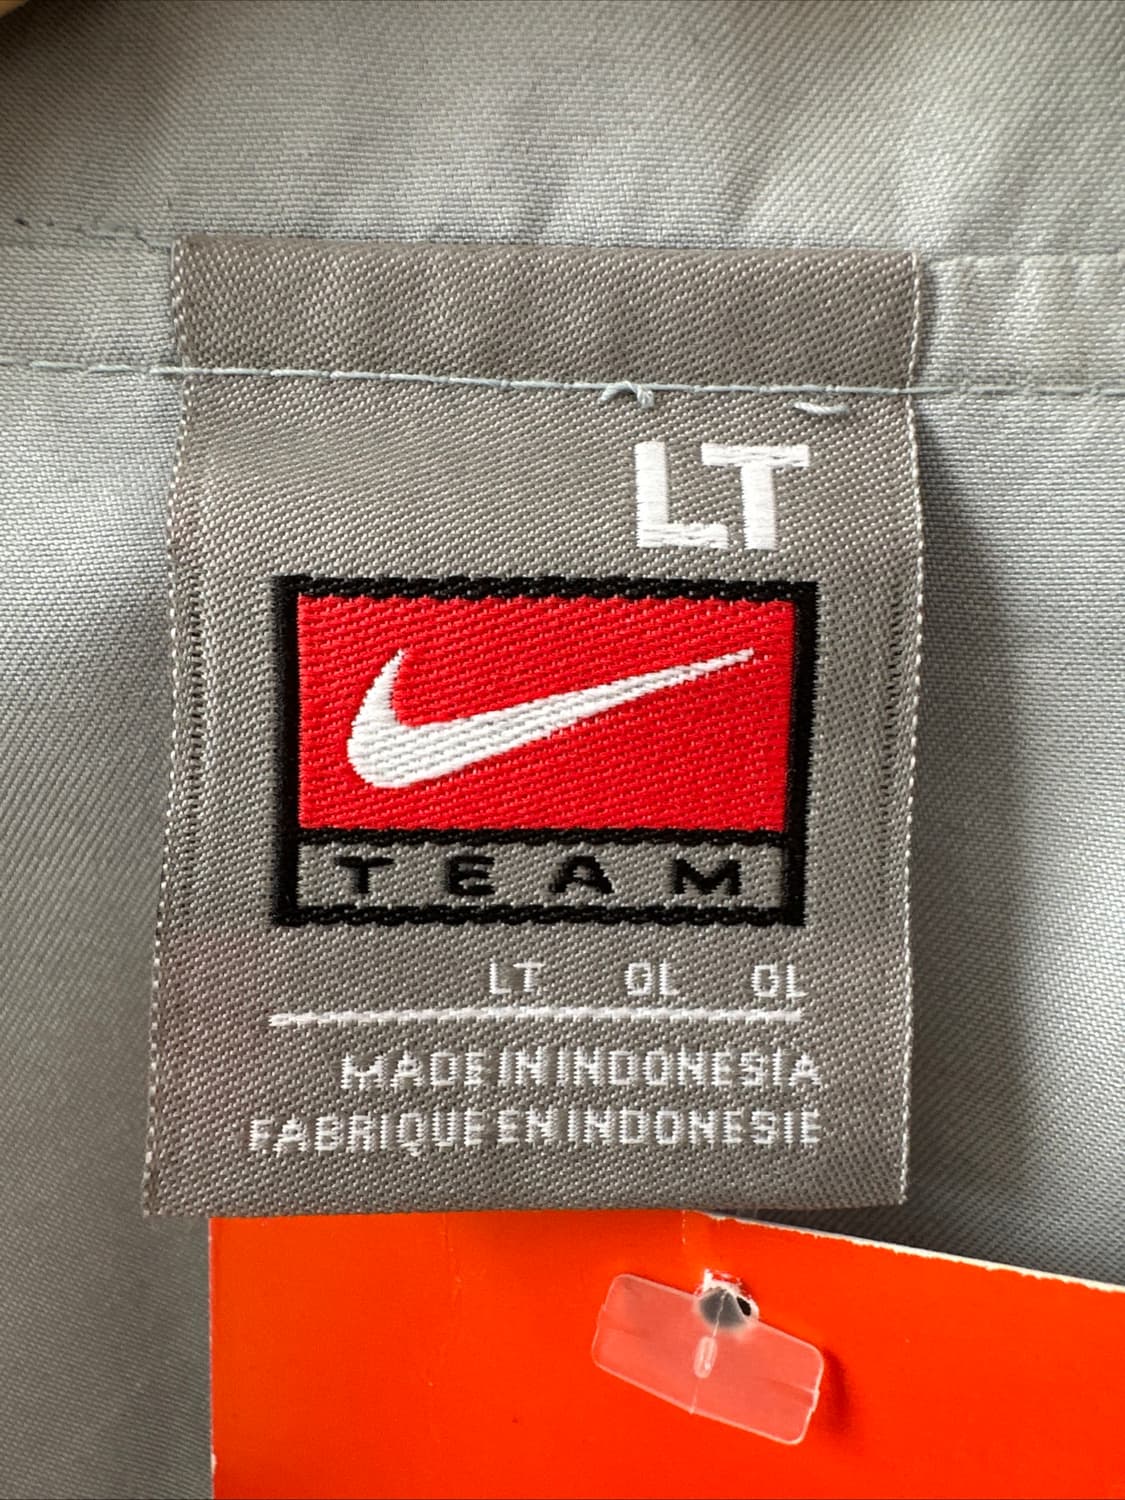 LT
TEAM
LT GL GL
MADE IN INDONESIA
FABRIQUE EN INDONESIE